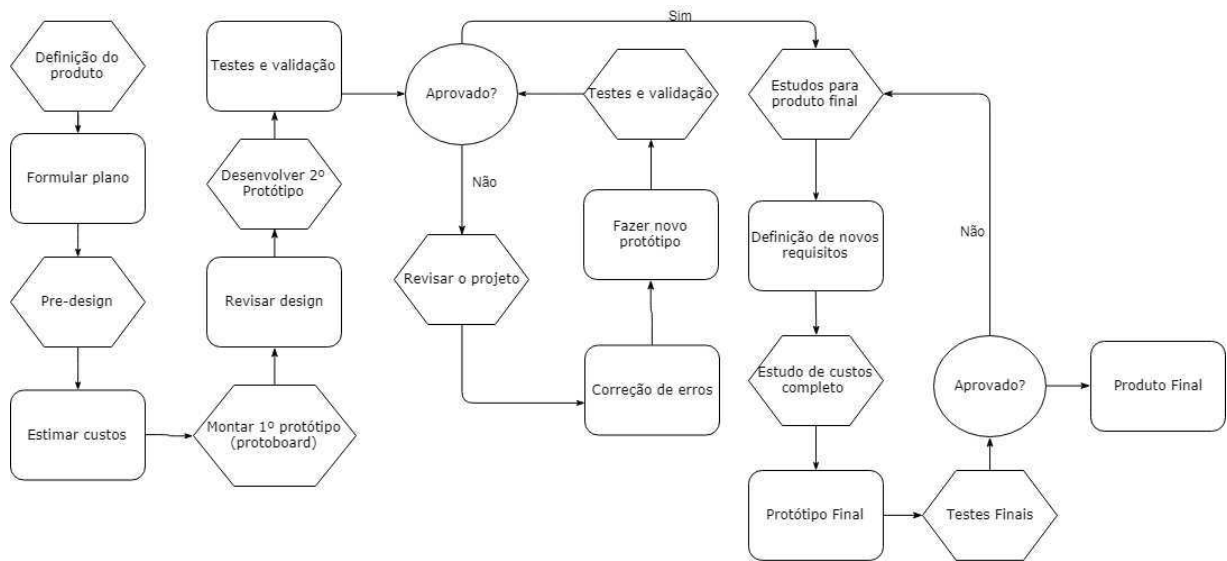 Definição do
produto
Formular plano
Pre-design
Estimar custos
Montar 1º protótipo
(protoboard)
Revisar design
Desenvolver 2º
Protótipo
Testes e validação
Aprovado?
Sim
Não
Revisar o projeto
Correção de erros
Fazer novo
protótipo
Testes e validação
Estudos para
produto final
Definição de novos
requisitos
Estudo de custos
completo
Protótipo Final
Testes Finais
Aprovado?
Não
Produto Final